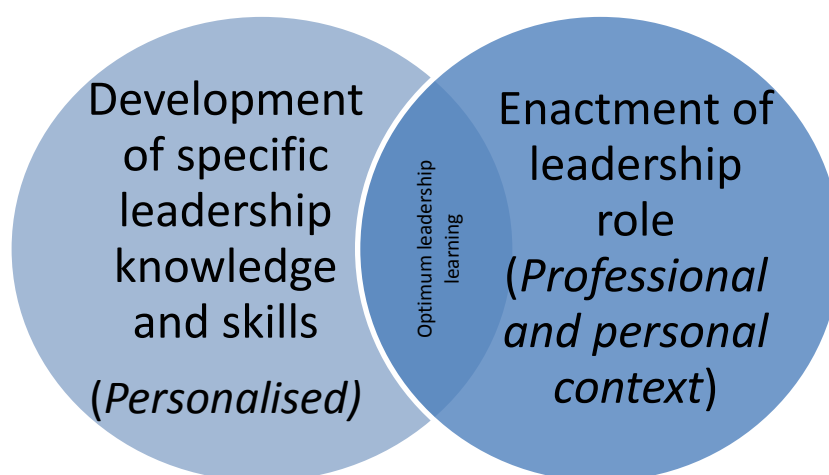 Development
of specific
leadership
knowledge
and skills
(Personalised)
Optimum leadership
learning
Enactment of
leadership
role
(Professional
and personal
context)